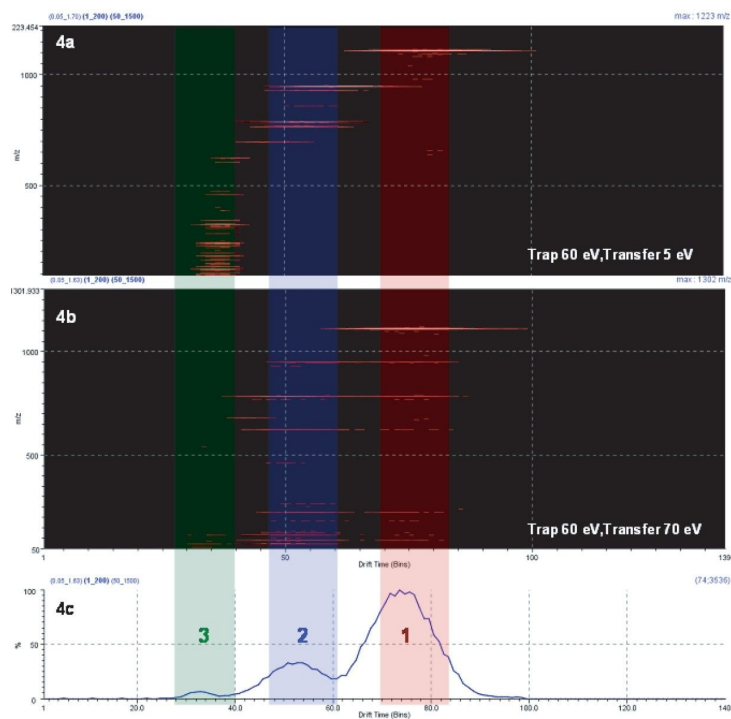 (0.05_1.70) (1_200) (50_1500) max : 1223 m/z
223.454
4a
1000
m/z
500
Trap 60 eV,Transfer 5 eV
(0.05_1.63) (1_200) (50_1500) max : 1302 m/z
1301.933
4b
1000
m/z
500
Trap 60 eV,Transfer 70 eV
50
1 50 100 139
Drift Time (Bins)
(0.05_1.63) (1_200) (50_1500) (74;3536)
100
4c
3 2 1
%
50
0
1 20.0 40.0 60.0 80.0 100.0 120.0 140.0
Drift Time (Bins)